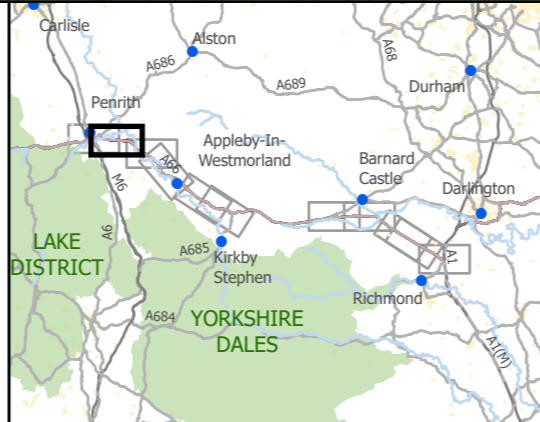 Carlisle
Alston
A686
A68
A689
Durham
Penrith
Appleby-In-
Westmorland
A66
Barnard
Castle
Darlington
M6
A6
LAKE
DISTRICT
A685
Kirkby
Stephen
A1
Richmond
A684
YORKSHIRE
DALES
A1(M)